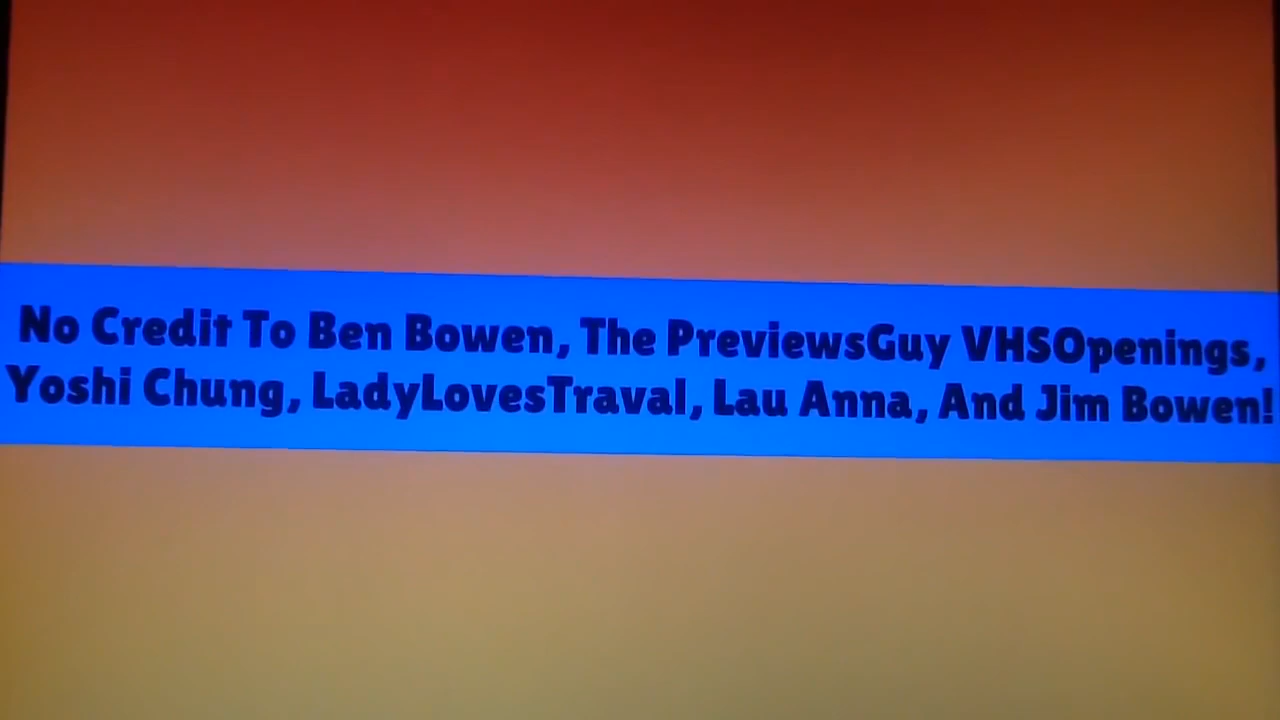 No Credit To Ben Bowen, The PreviewsGuy VHSOpenings,
Yoshi Chung, LadyLovesTraval, Lau Anna, And Jim Bowen!